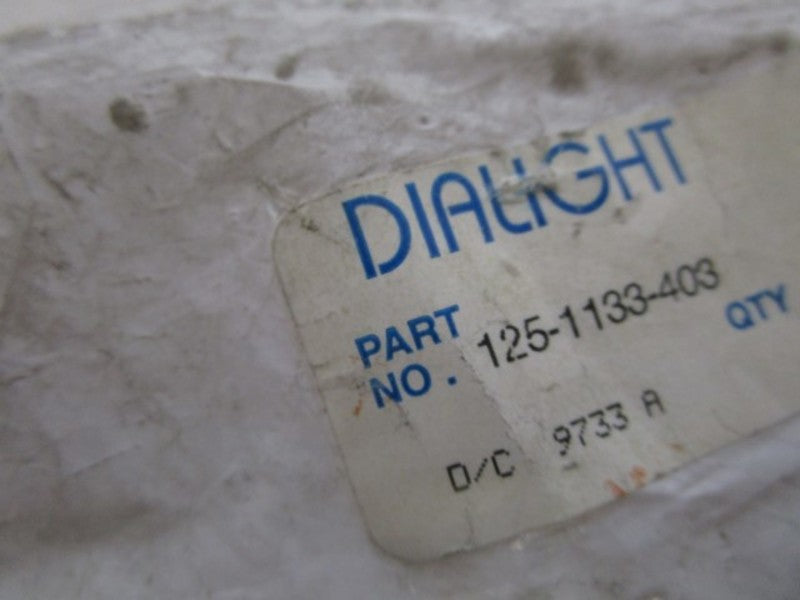 DIALIGHT
PART NO. 125-1133-403 QTY
D/C 9733 A